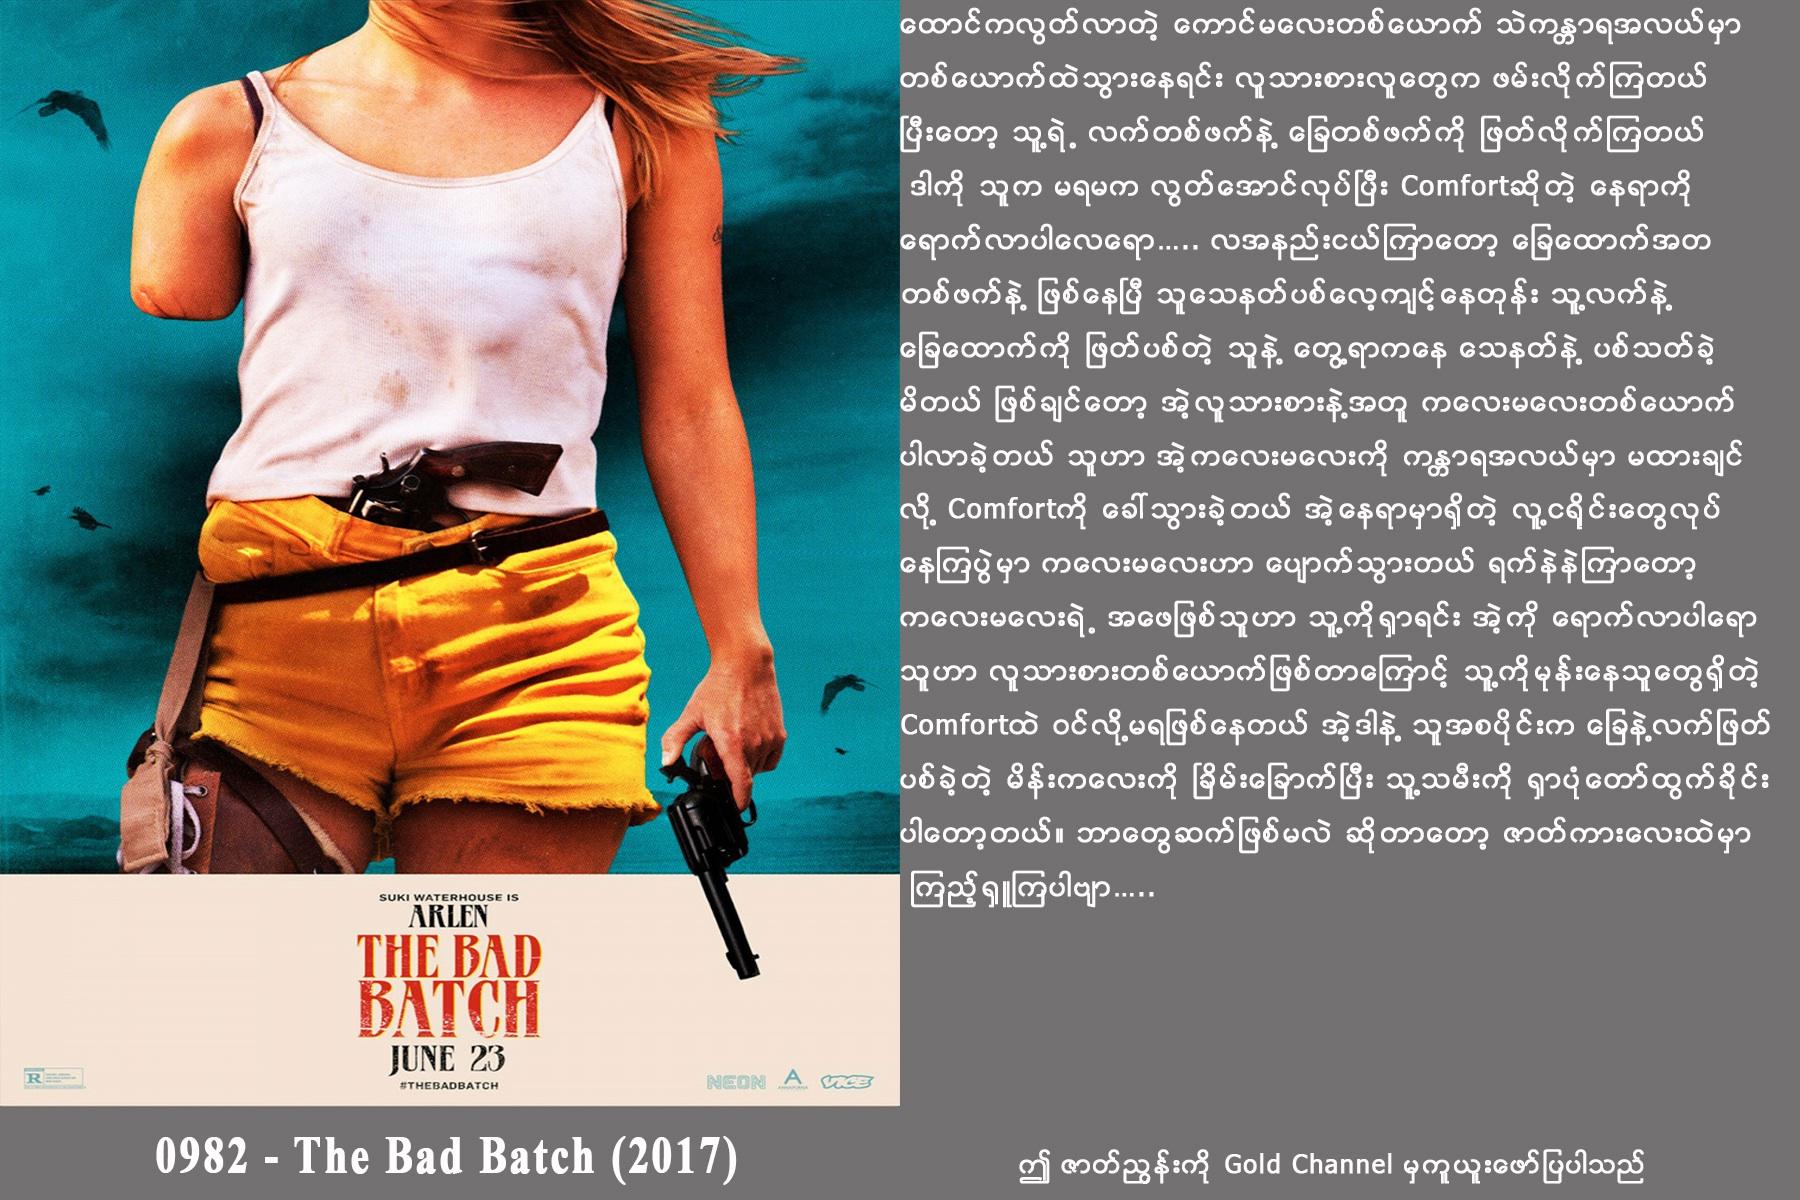 ထောင်ကလွတ်လာတဲ့ ကောင်မလေးတစ်ယောက် သဲကန္တာရအလယ်မှာ
တစ်ယောက်ထဲသွားနေရင်း လူသားစားလူတွေက ဖမ်းလိုက်ကြတယ်
ပြီးတော့ သူ့ရဲ့ လက်တစ်ဖက်နဲ့ ခြေတစ်ဖက်ကို ဖြတ်လိုက်ကြတယ်
ဒါကို သူက မရမက လွတ်အောင်လုပ်ပြီး Comfortဆိုတဲ့ နေရာကို
ရောက်လာပါလေရော..... လအနည်းငယ်ကြာတော့ ခြေထောက်အတ
တစ်ဖက်နဲ့ ဖြစ်နေပြီ သူသေနတ်ပစ်လေ့ကျင့်နေတုန်း သူ့လက်နဲ့
ခြေထောက်ကို ဖြတ်ပစ်တဲ့ သူနဲ့ တွေ့ရာကနေ သေနတ်နဲ့ ပစ်သတ်ခဲ့
မိတယ် ဖြစ်ချင်တော့ အဲ့လူသားစားနဲ့အတူ ကလေးမလေးတစ်ယောက်
ပါလာခဲ့တယ် သူဟာ အဲ့ကလေးမလေးကို ကန္တာရအလယ်မှာ မထားချင်
လို့ Comfortကို ခေါ်သွားခဲ့တယ် အဲ့နေရာမှာရှိတဲ့ လူ့ငရိုင်းတွေလုပ်
နေကြပွဲမှာ ကလေးမလေးဟာ ပျောက်သွားတယ် ရက်နဲနဲကြာတော့
ကလေးမလေးရဲ့ အဖေဖြစ်သူဟာ သူ့ကိုရှာရင်း အဲ့ကို ရောက်လာပါရော
သူဟာ လူသားစားတစ်ယောက်ဖြစ်တာကြောင့် သူ့ကိုမုန်းနေသူတွေရှိတဲ့
Comfortထဲ ဝင်လို့မရဖြစ်နေတယ် အဲ့ဒါနဲ့ သူအစပိုင်းက ခြေနဲ့လက်ဖြတ်
ပစ်ခဲ့တဲ့ မိန်းကလေးကို ခြိမ်းခြောက်ပြီး သူ့သမီးကို ရှာပုံတော်ထွက်ခိုင်း
ပါတော့တယ်။ ဘာတွေဆက်ဖြစ်မလဲ ဆိုတာတော့ ဇာတ်ကားလေးထဲမှာ
ကြည့်ရှုကြပါဗျာ.....
SUKI WATERHOUSE IS
ARLEN
THE BAD
BATCH
JUNE 23
#THEBADBATCH
R
NEON
VICE
0982 - The Bad Batch (2017)
ဤ ဇာတ်ညွှန်းကို Gold Channel မှကူယူးဖော်ပြပါသည်